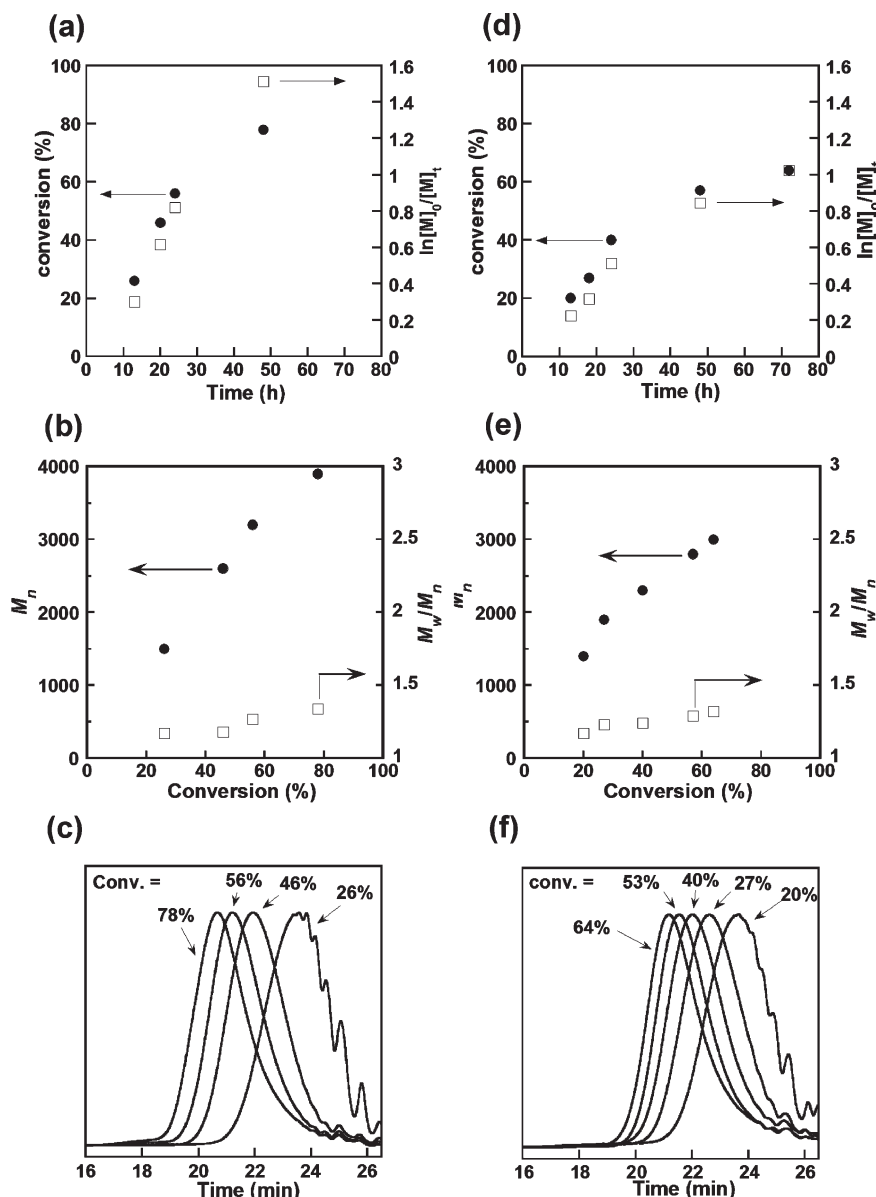 (a)
100
80
60
40
20
0
conversion (%)
1.6
1.4
1.2
1
0.8
0.6
0.4
0.2
0
ln[M]0/[M]t
0 10 20 30 40 50 60 70 80
Time (h)
(d)
100
80
60
40
20
0
conversion (%)
1.6
1.4
1.2
1
0.8
0.6
0.4
0.2
0
ln[M]0/[M]t
0 10 20 30 40 50 60 70 80
Time (h)
(b)
4000
3000
2000
1000
0
Mn
3
2.5
2
1.5
1
Mw/Mn
0 20 40 60 80 100
Conversion (%)
(e)
4000
3000
2000
1000
0
Mn
3
2.5
2
1.5
1
Mw/Mn
0 20 40 60 80 100
Conversion (%)
(c)
Conv. = 56% 46% 26%
78%
16 20 22 24 26
Time (min)
(f)
conv. = 53% 40% 27% 20%
64%
16 20 22 24 26
Time (min)